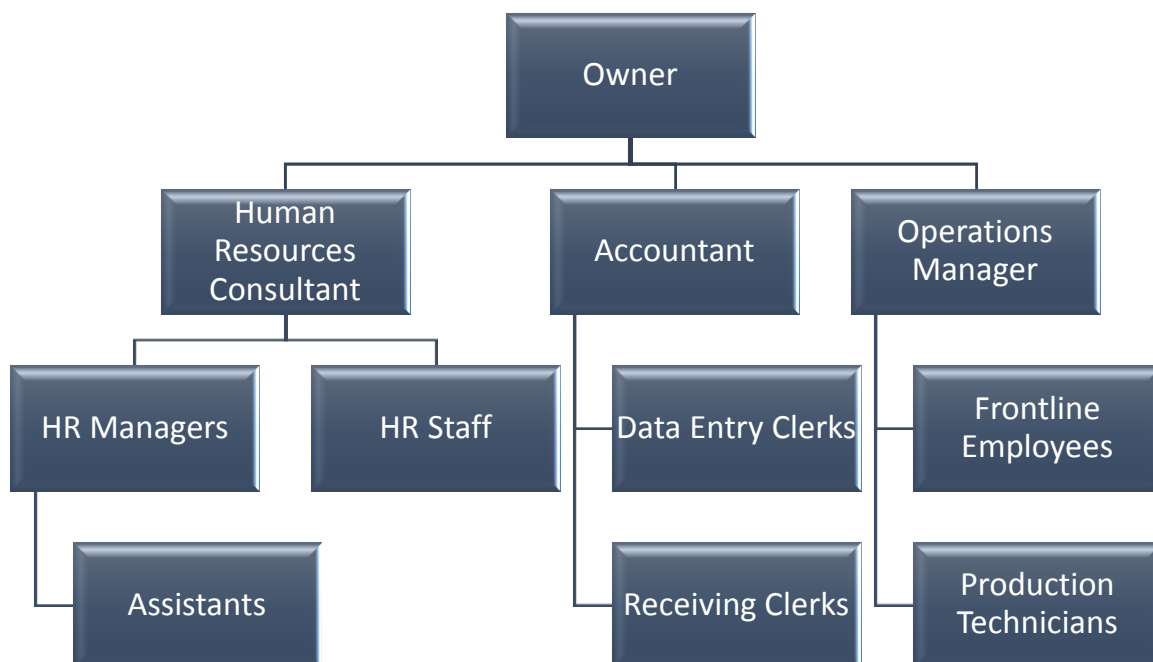 Owner
Human
Resources
Consultant
Accountant
Operations
Manager
HR Managers
HR Staff
Data Entry Clerks
Frontline
Employees
Assistants
Receiving Clerks
Production
Technicians